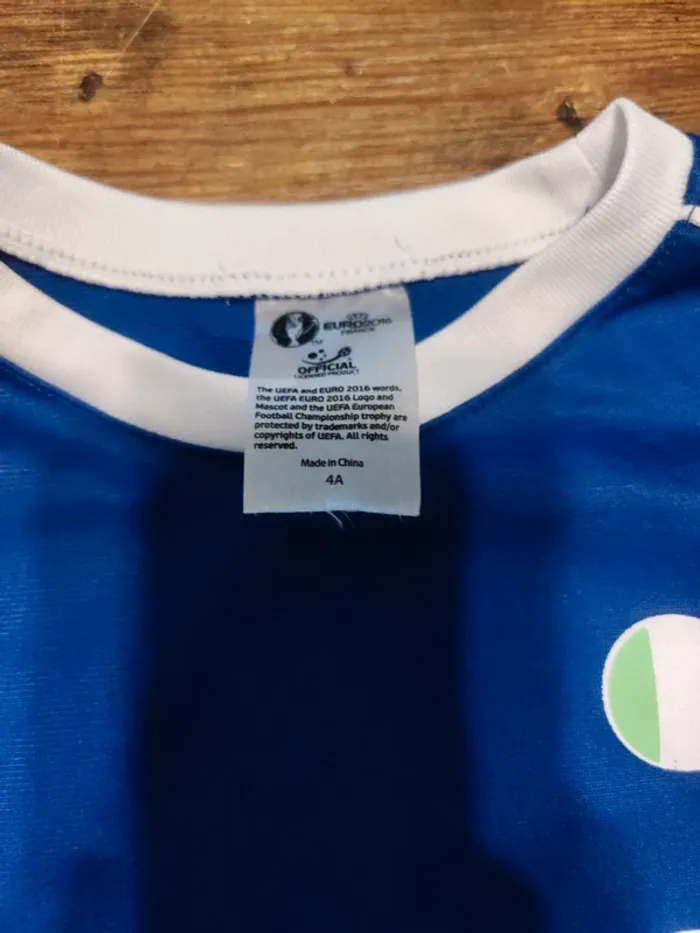 UEFA
EURO2016
FRANCE
TM
OFFICIAL
LICENSED PRODUCT
The UEFA and EURO 2016 words,
the UEFA EURO 2016 Logo and
Mascot and the UEFA European
Football Championship trophy are
protected by trademarks and/or
copyrights of UEFA. All rights
reserved.
Made in China
4A